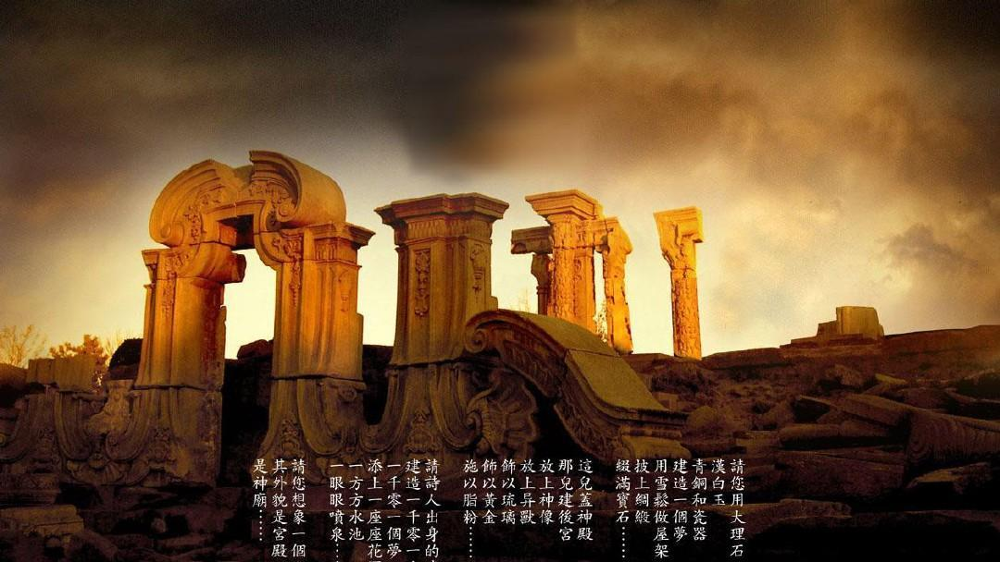 請您用大理石
漢白玉
青銅和瓷器
建造一個夢
用雪鬆做屋架
披上綢緞
綴滿寶石……
這兒蓋神殿
那兒建後宮
放上神像
放上异獸
飾以琉璃
飾以黃金
施以脂粉……
請詩人出身的
建造一千零一
一千零一個夢
添上一座座花
一方方水池
一眼眼噴泉…
請您想象一個
其外貌是宮殿
是神廟……